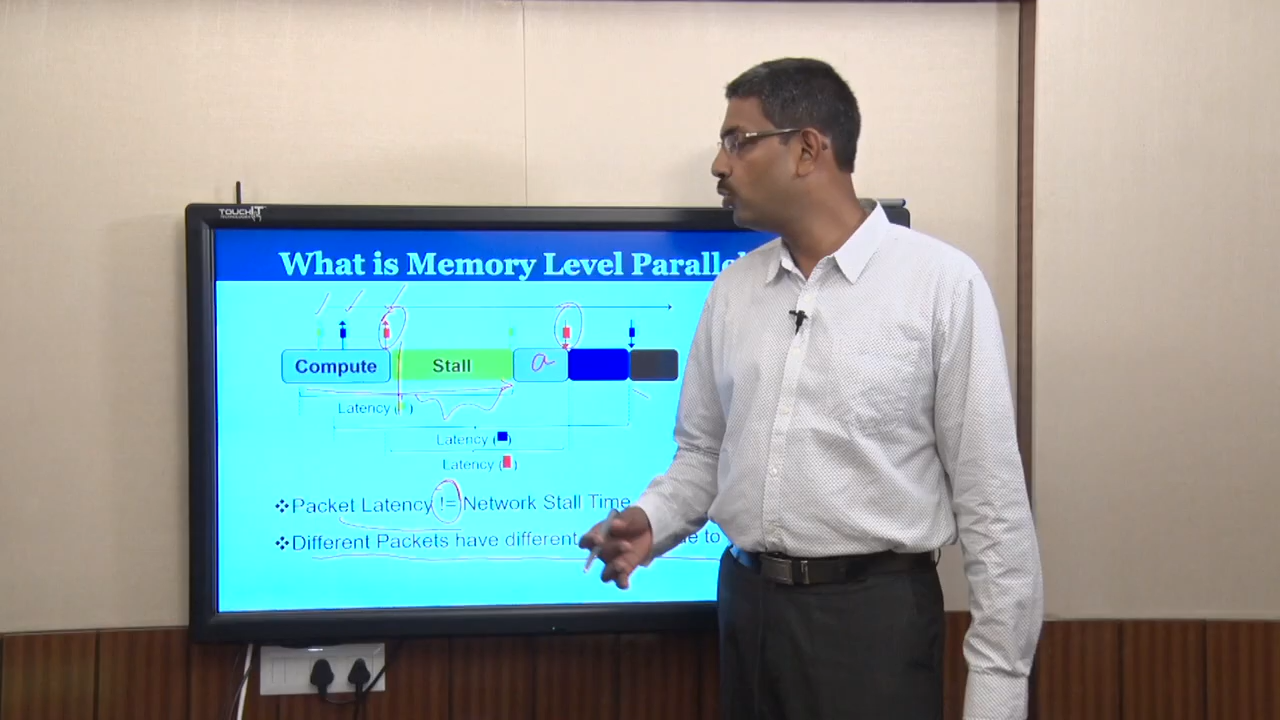 TOUCHIT
What is Memory Level
Compute
Stall
a
Latency ( )
Latency ( )
Latency ( )
❖Packet Latency != Network Stall Time
❖Different Packets have different to